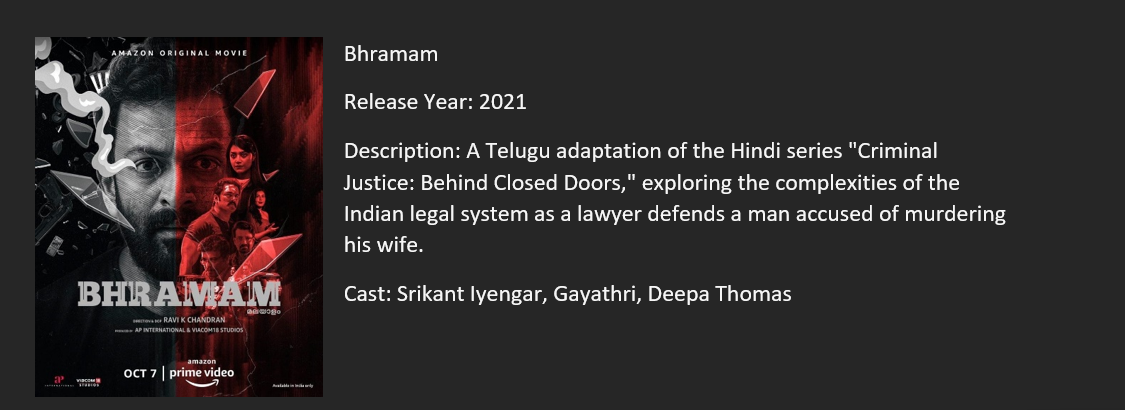 AMAZON ORIGINAL MOVIE
BHRAMAM
മലയാളം
DIRECTION & DOP RAVI K CHANDRAN
PRODUCED BY AP INTERNATIONAL & VIACOM18 STUDIOS
amazon
OCT 7 | prime video
VIACOM18
STUDIOS
Available in India only
Bhramam
Release Year: 2021
Description: A Telugu adaptation of the Hindi series "Criminal
Justice: Behind Closed Doors," exploring the complexities of the
Indian legal system as a lawyer defends a man accused of murdering
his wife.
Cast: Srikant Iyengar, Gayathri, Deepa Thomas